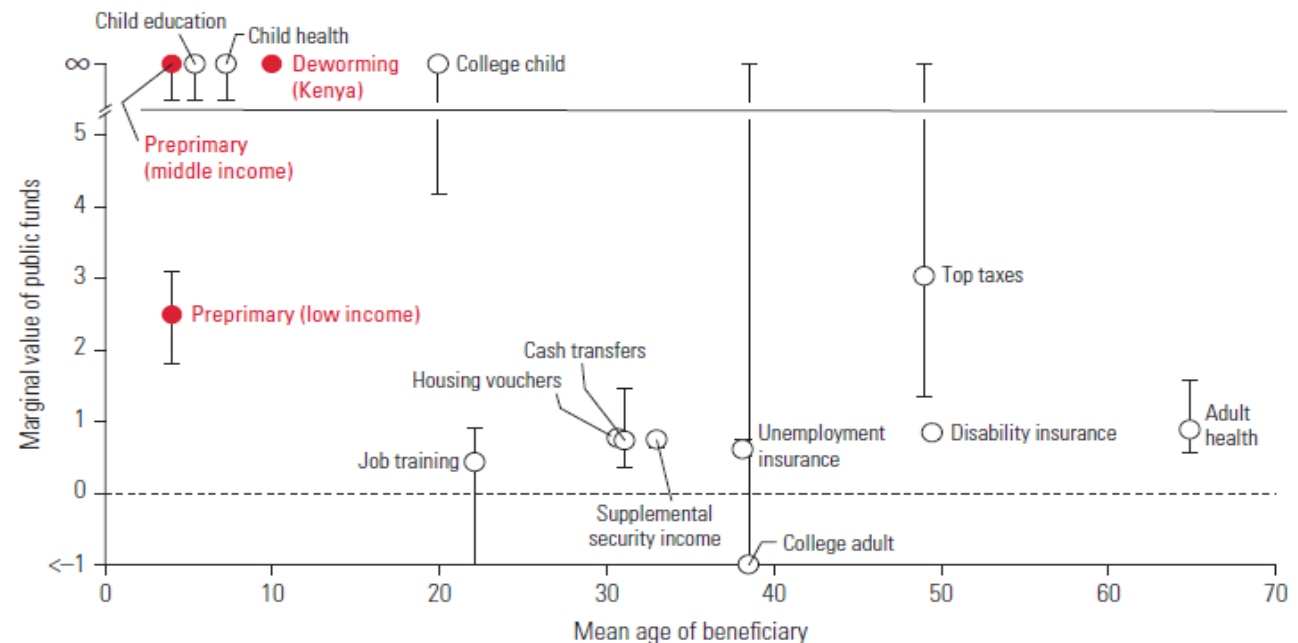 Child education
Child health
∞
Deworming
(Kenya)
College child
5
Preprimary
(middle income)
4
3
Top taxes
Preprimary (low income)
2
Cash transfers
Housing vouchers
1
Job training
Unemployment
insurance
Disability insurance
Adult
health
0
Supplemental
security income
College adult
<–1
0
10
20
30
40
50
60
70
Mean age of beneficiary
Marginal value of public funds